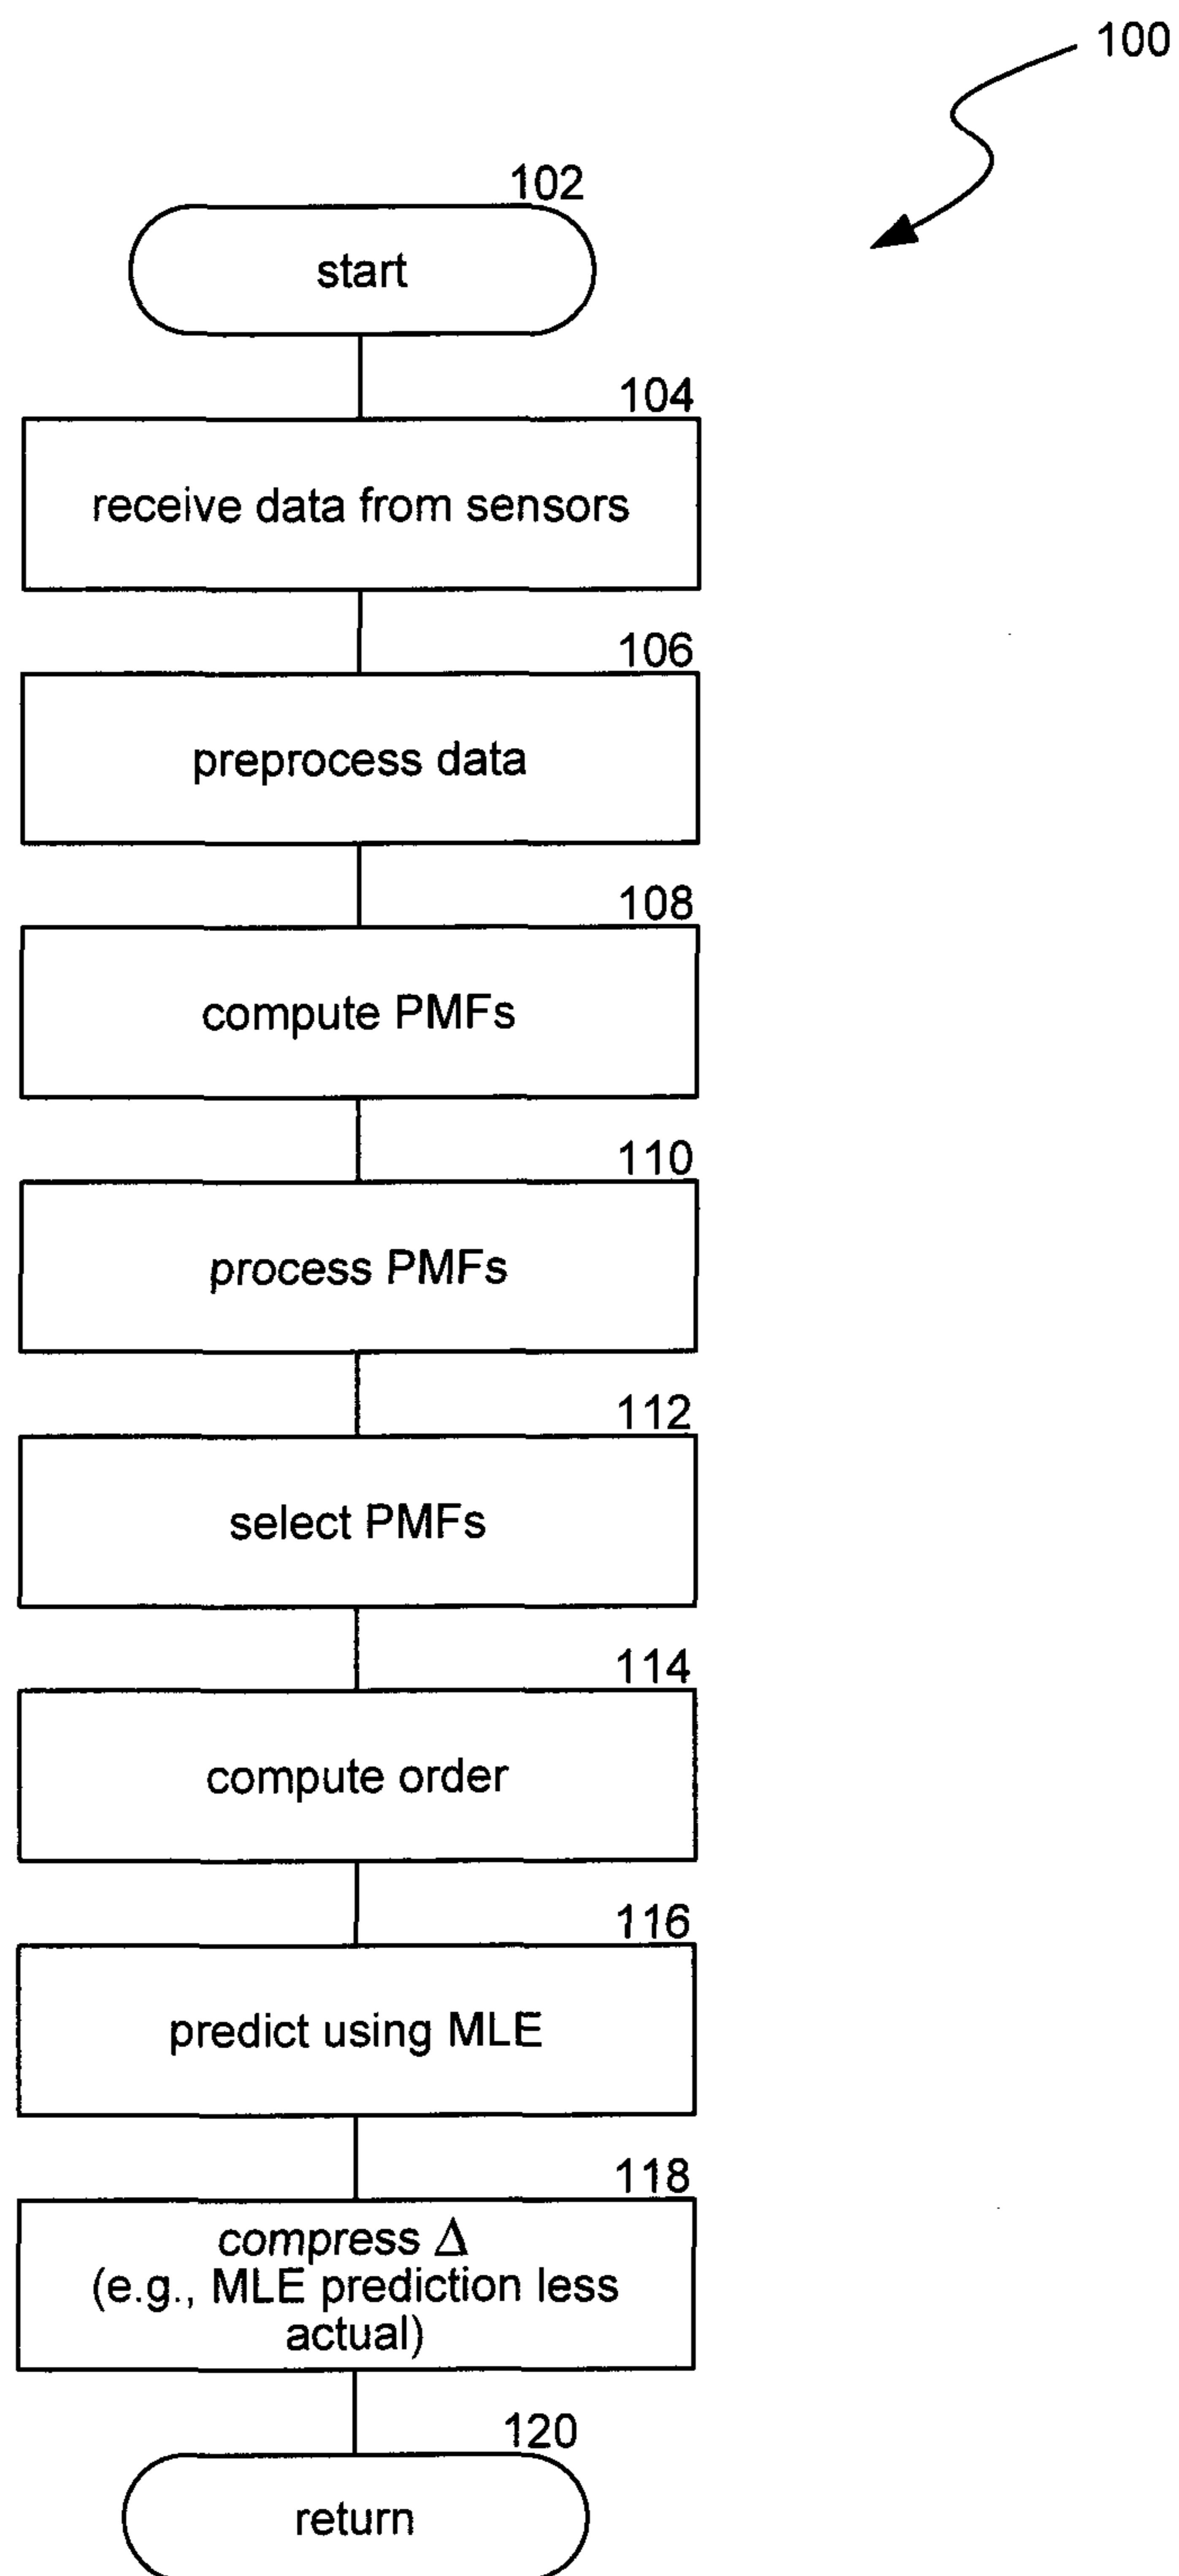 100
102
start
104
receive data from sensors
106
preprocess data
108
compute PMFs
110
process PMFs
112
select PMFs
114
compute order
116
predict using MLE
118
compress Δ
(e.g., MLE prediction less
actual)
120
return